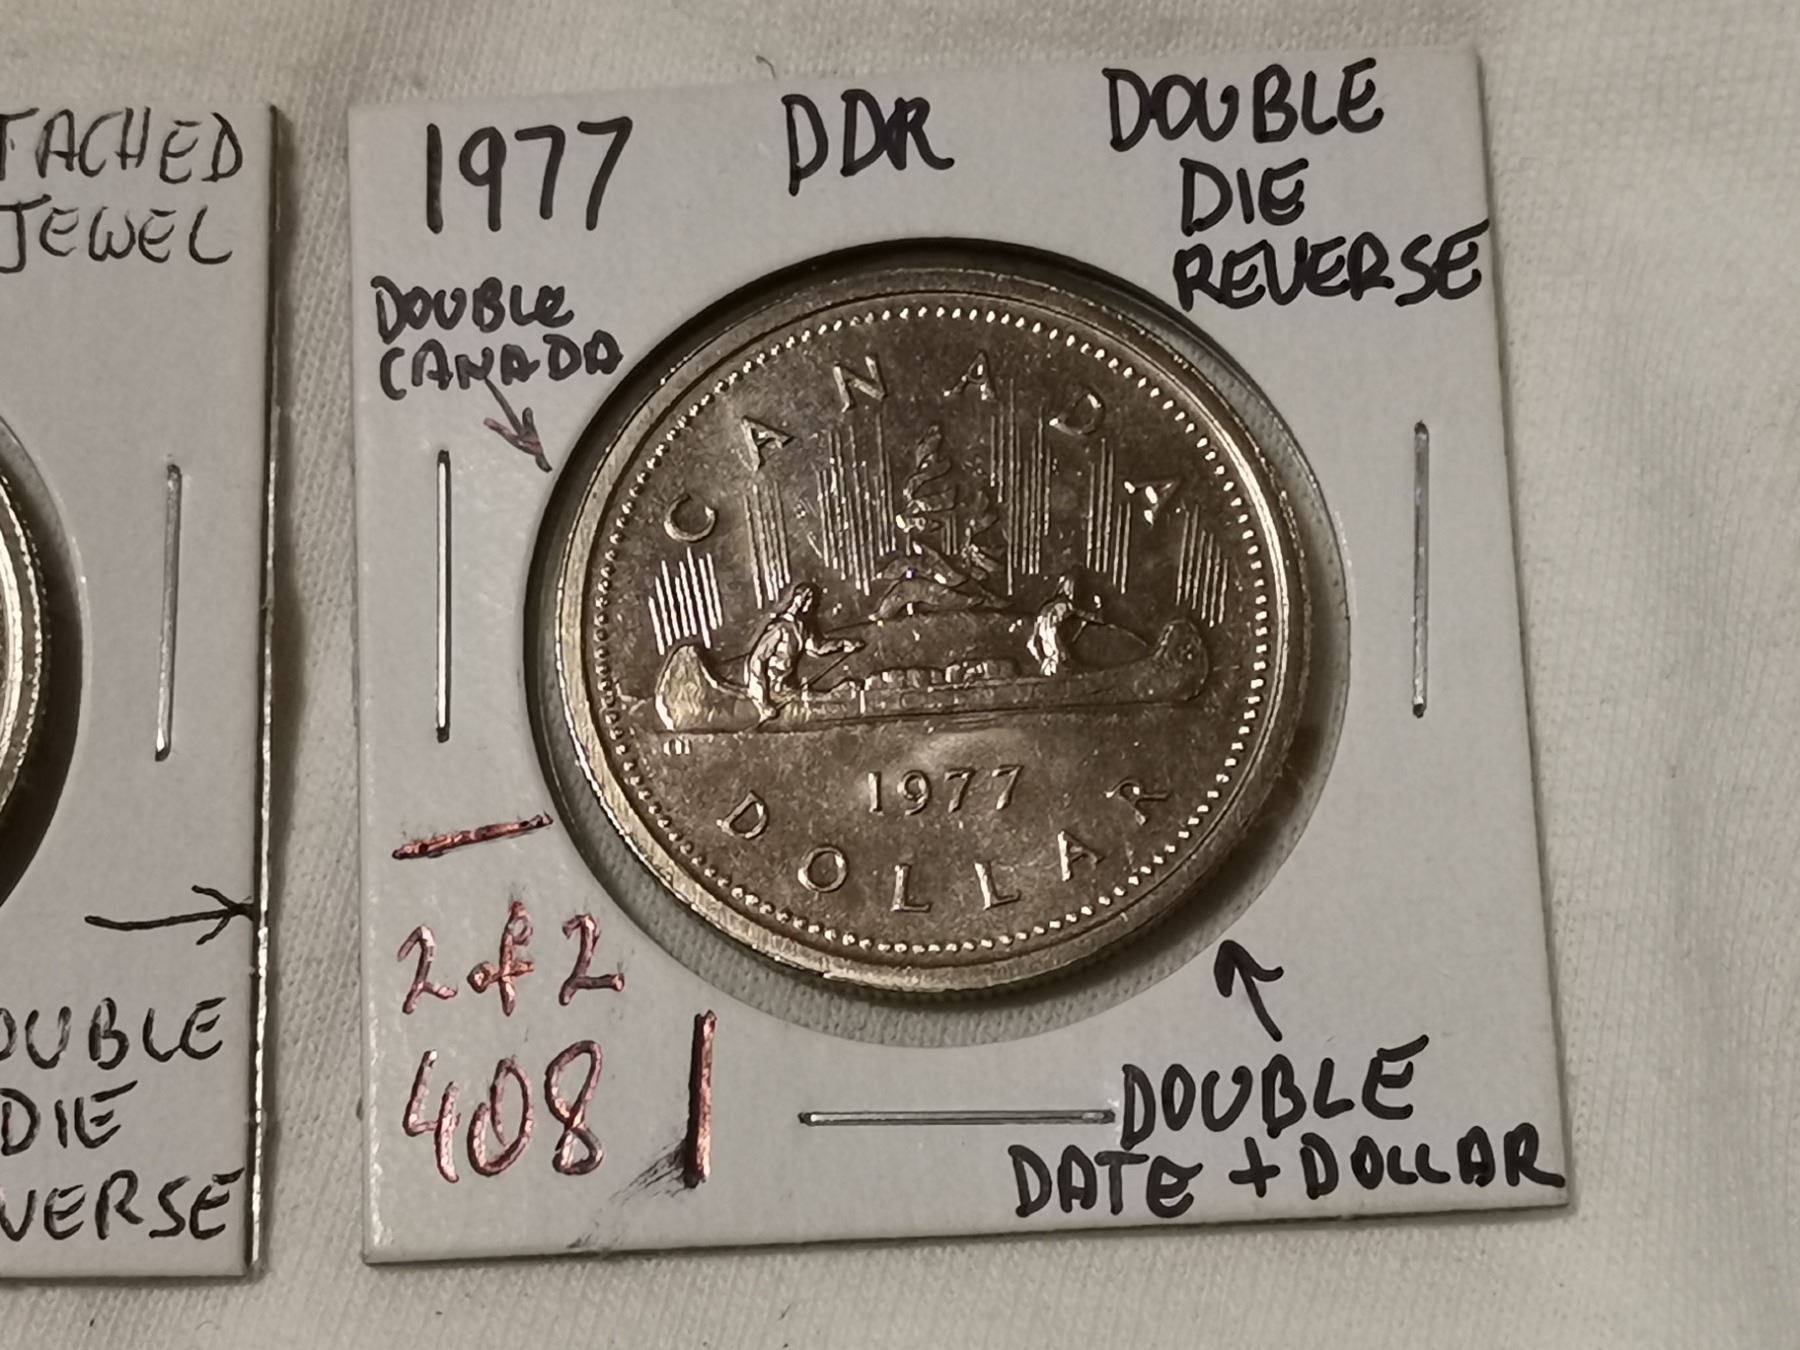 TACHED
JEWEL
OUBLE
DIE
VERSE
1977
DDR
DOUBLE
DIE
REVERSE
DOUBLE
CANADA
CANADA
1977
DOLLAR
2 of 2
408
DOUBLE
DATE + DOLLAR